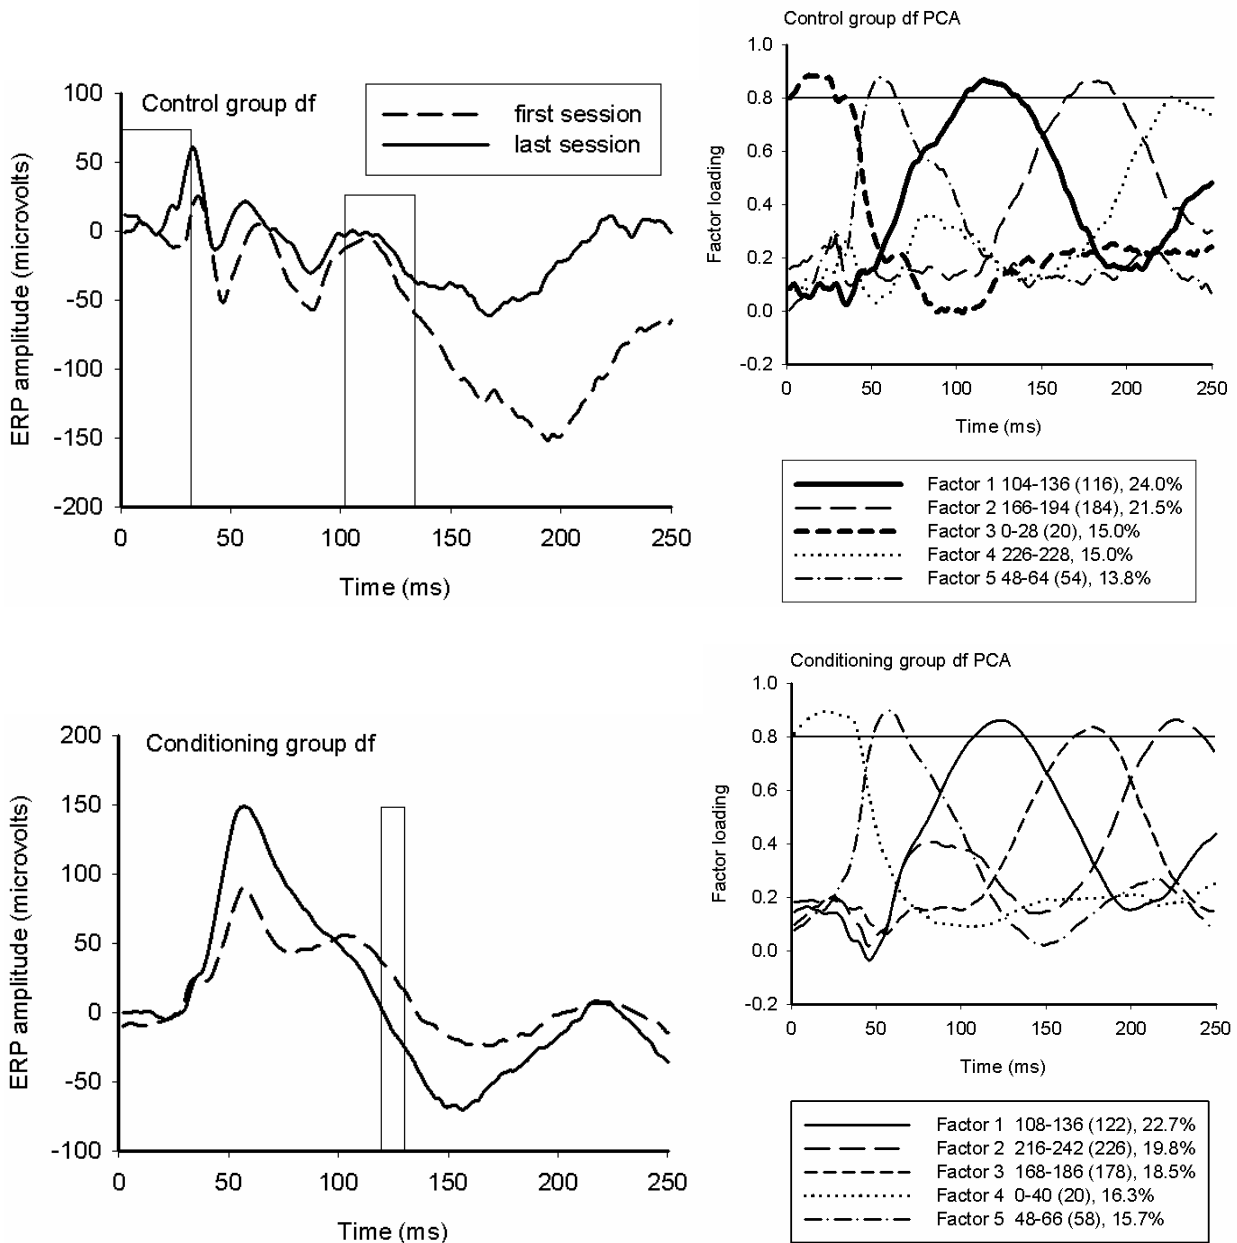 Control group df
first session
last session
100
50
0
-50
-100
-150
-200
ERP amplitude (microvolts)
0 50 100 150 200 250
Time (ms)
Control group df PCA
1.0
0.8
0.6
0.4
0.2
0.0
-0.2
Factor loading
0 50 100 150 200 250
Time (ms)
Factor 1 104-136 (116), 24.0%
Factor 2 166-194 (184), 21.5%
Factor 3 0-28 (20), 15.0%
Factor 4 226-228, 15.0%
Factor 5 48-64 (54), 13.8%
Conditioning group df
200
150
100
50
0
-50
-100
ERP amplitude (microvolts)
0 50 100 150 200 250
Time (ms)
Conditioning group df PCA
1.0
0.8
0.6
0.4
0.2
0.0
-0.2
Factor loading
0 50 100 150 200 250
Time (ms)
Factor 1 108-136 (122), 22.7%
Factor 2 216-242 (226), 19.8%
Factor 3 168-186 (178), 18.5%
Factor 4 0-40 (20), 16.3%
Factor 5 48-66 (58), 15.7%